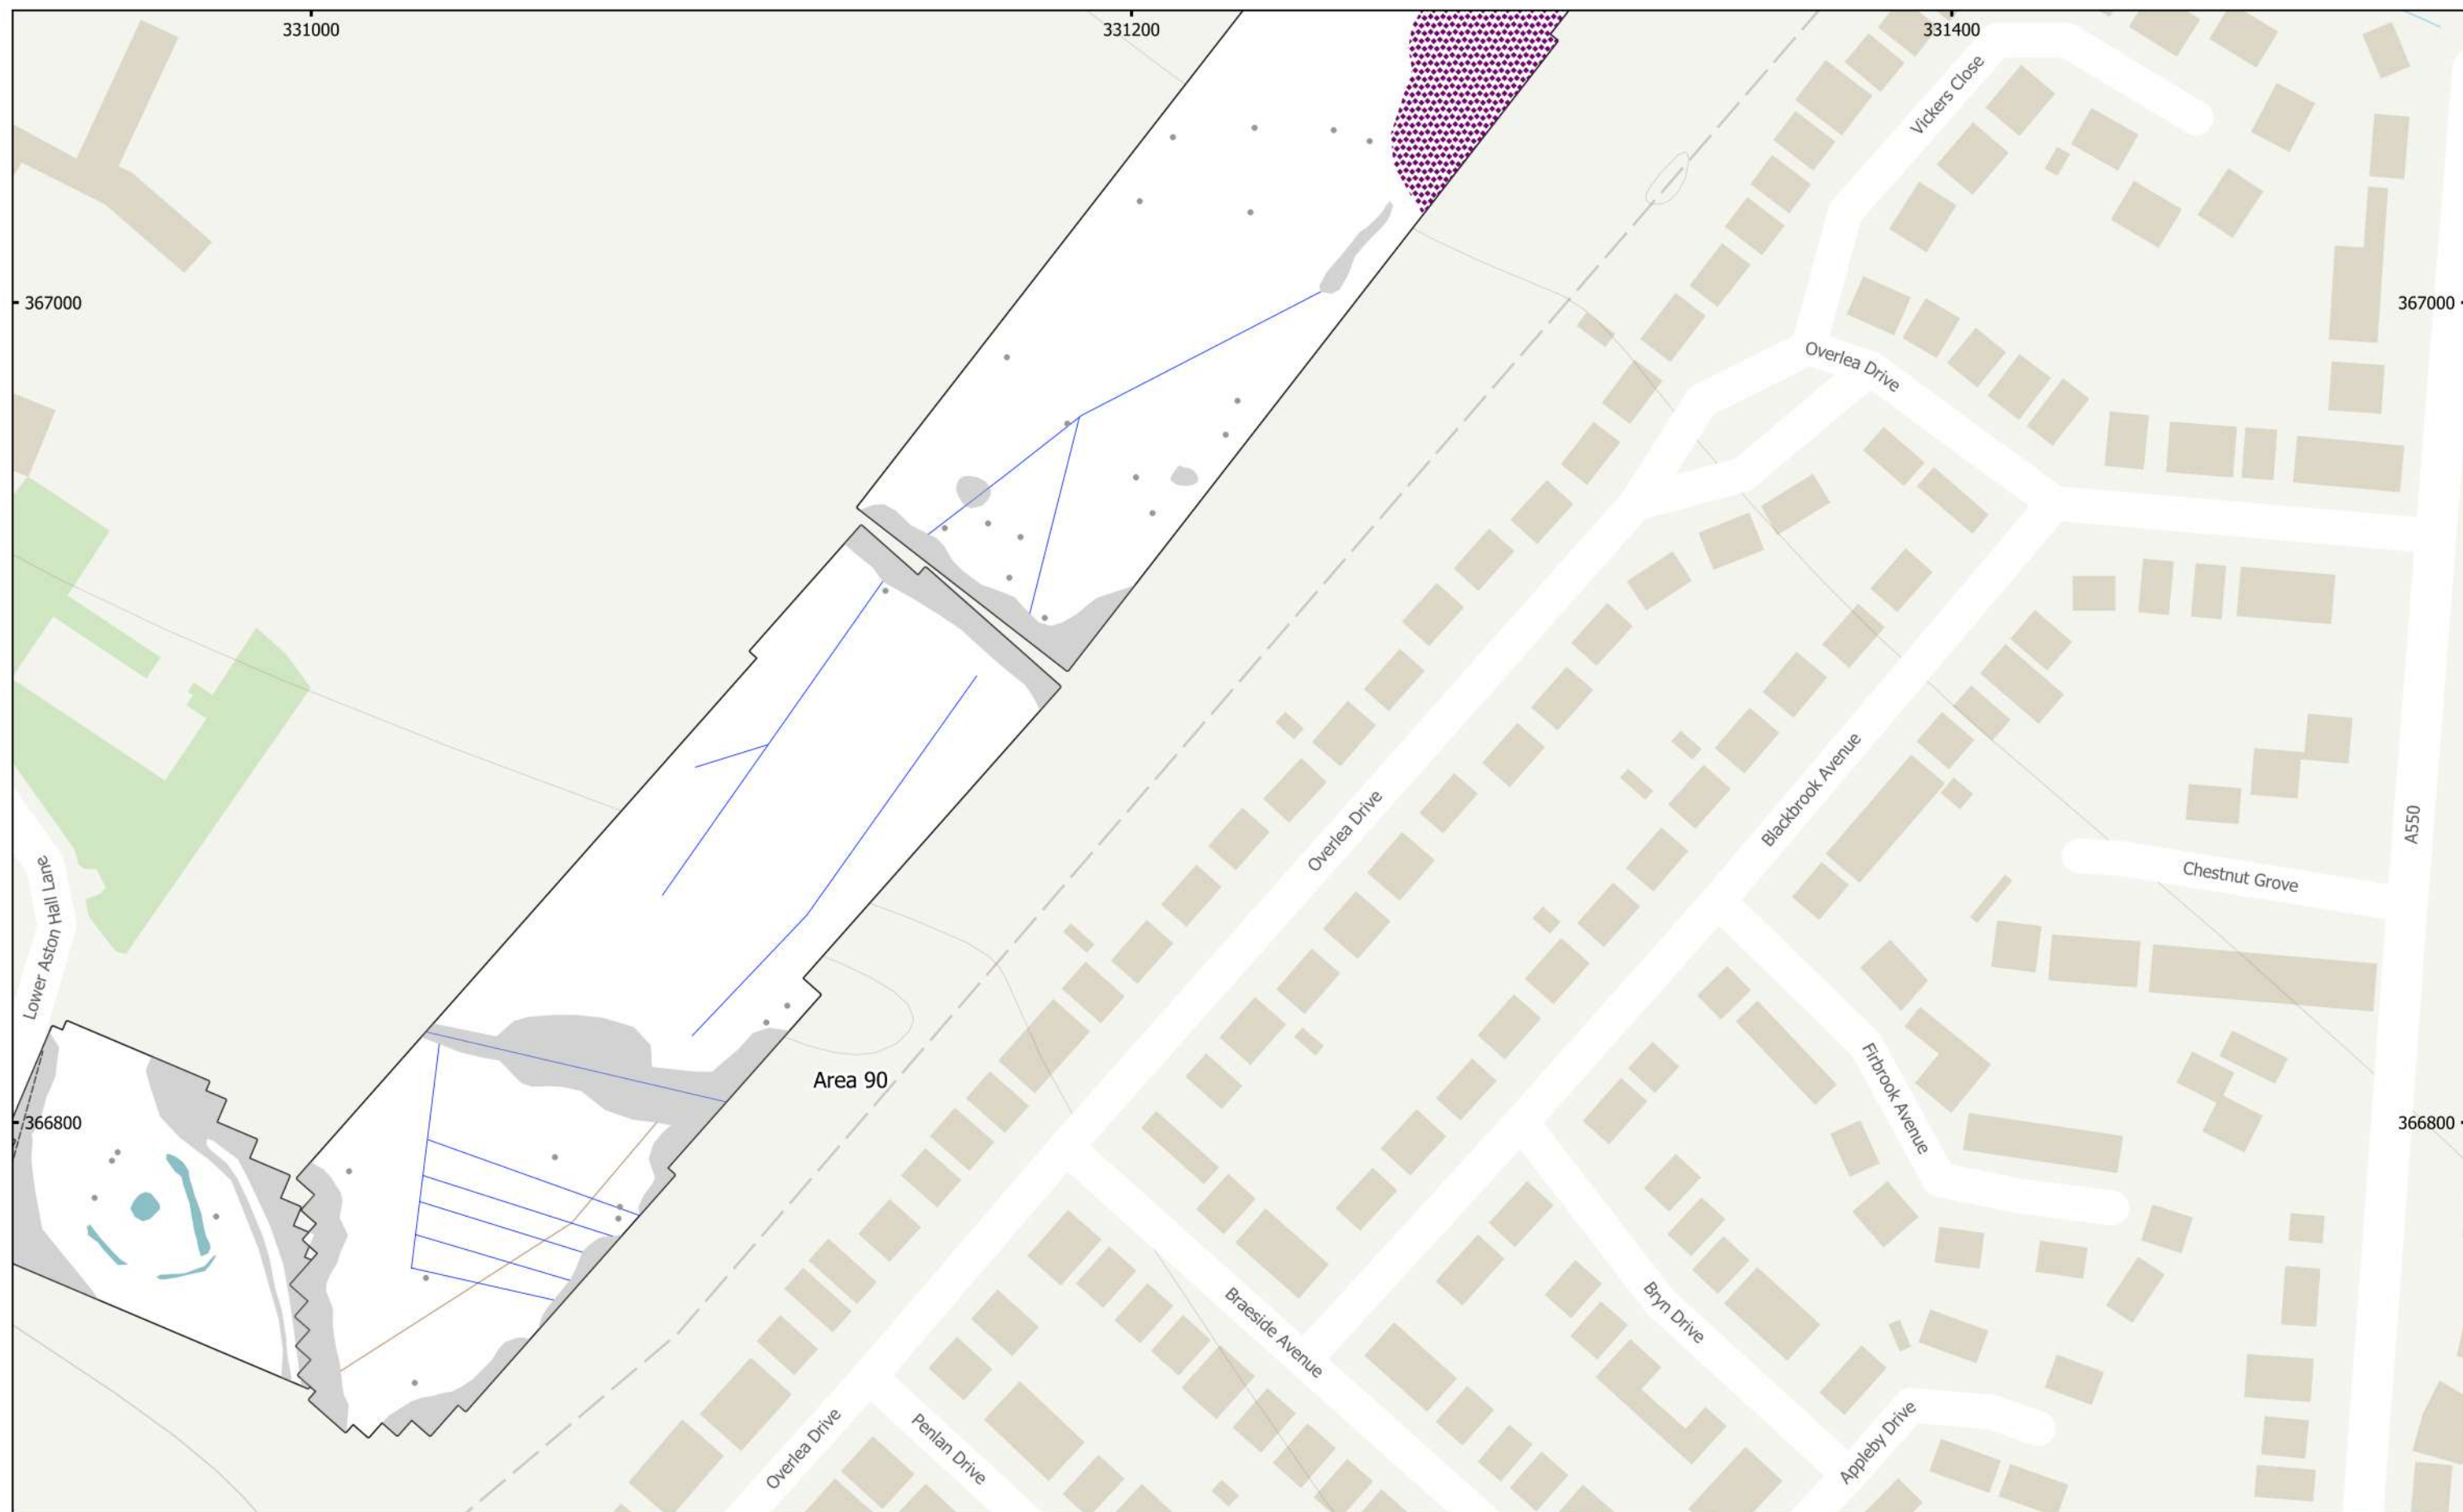 331000
331200
331400
Vickers Close
367000
367000
Overlea Drive
Overlea Drive
Blackbrook Avenue
A550
Chestnut Grove
Lower Aston Hall Lane
Area 90
Firbrook Avenue
366800
366800
Braeside Avenue
Bryn Drive
Overlea Drive
Penlan Drive
Appleby Drive